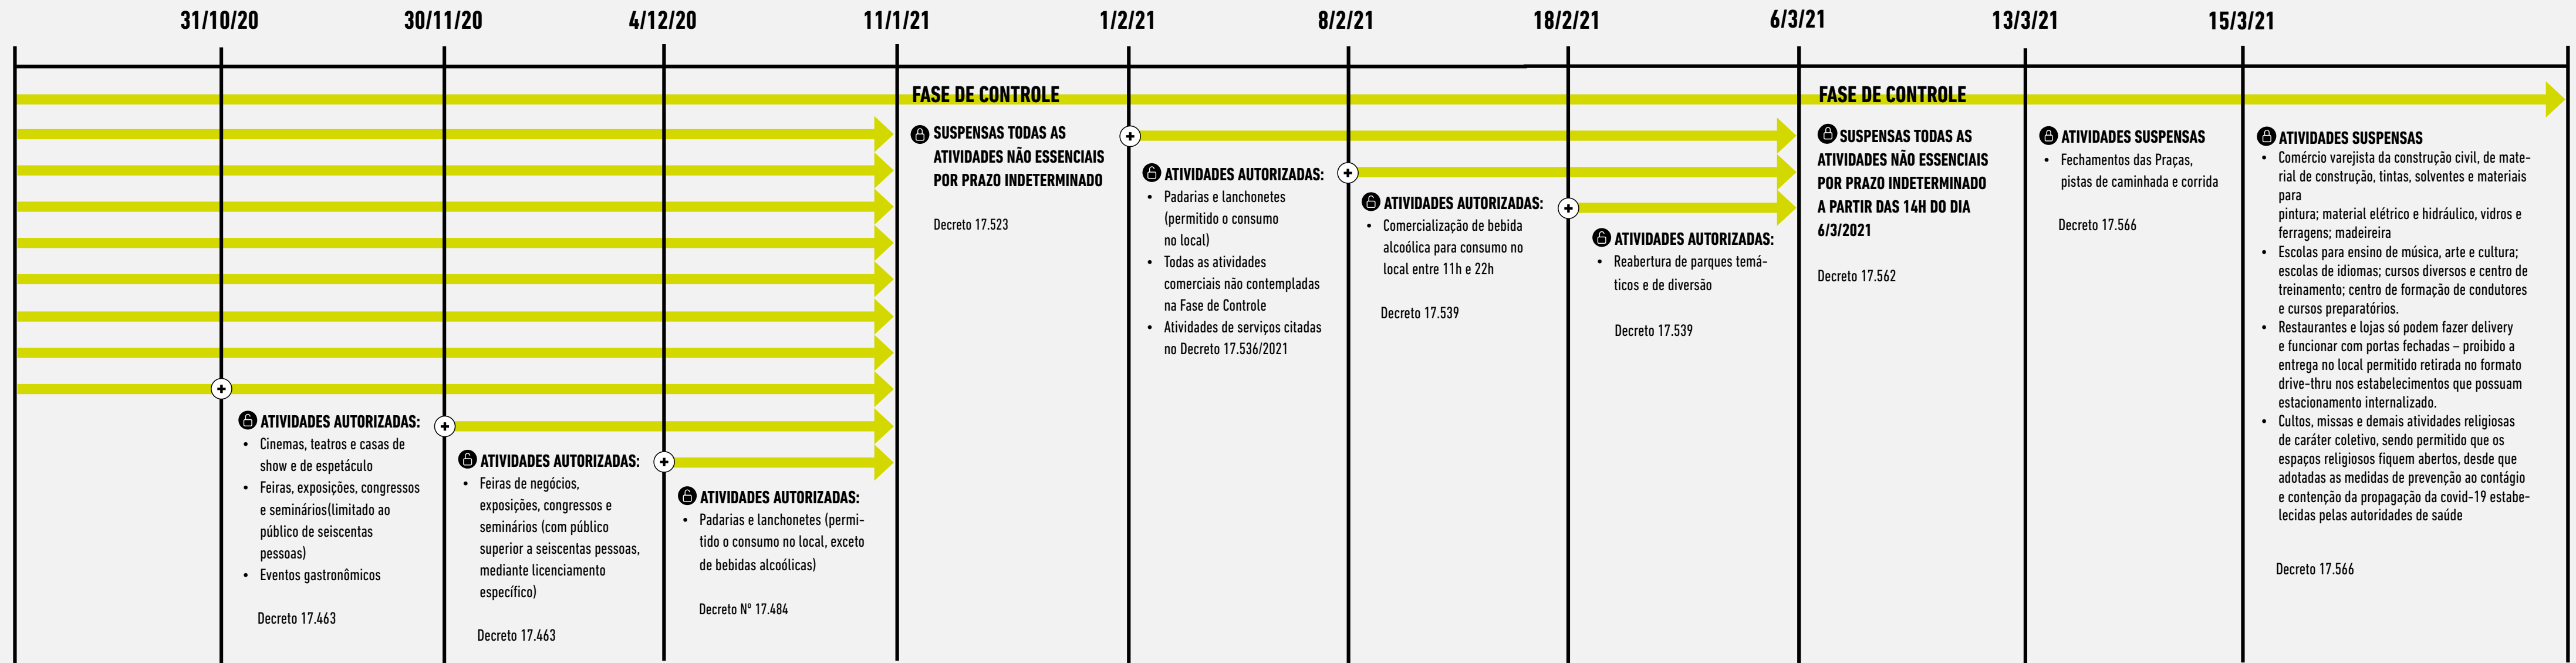 31/10/20
30/11/20
4/12/20
11/1/21
1/2/21
8/2/21
18/2/21
6/3/21
13/3/21
15/3/21
ATIVIDADES AUTORIZADAS:
• Cinemas, teatros e casas de
show e de espetáculo
• Feiras, exposições, congressos
e seminários(limitado ao
público de seiscentas
pessoas)
• Eventos gastronômicos
Decreto 17.463
ATIVIDADES AUTORIZADAS:
• Feiras de negócios,
exposições, congressos e
seminários (com público
superior a seiscentas pessoas,
mediante licenciamento
específico)
Decreto 17.463
ATIVIDADES AUTORIZADAS:
• Padarias e lanchonetes (permi-
tido o consumo no local, exceto
de bebidas alcoólicas)
Decreto Nº 17.484
FASE DE CONTROLE
SUSPENSAS TODAS AS
ATIVIDADES NÃO ESSENCIAIS
POR PRAZO INDETERMINADO
Decreto 17.523
ATIVIDADES AUTORIZADAS:
• Padarias e lanchonetes
(permitido o consumo
no local)
• Todas as atividades
comerciais não contempladas
na Fase de Controle
• Atividades de serviços citadas
no Decreto 17.536/2021
ATIVIDADES AUTORIZADAS:
• Comercialização de bebida
alcoólica para consumo no
local entre 11h e 22h
Decreto 17.539
ATIVIDADES AUTORIZADAS:
• Reabertura de parques temá-
ticos e de diversão
Decreto 17.539
FASE DE CONTROLE
SUSPENSAS TODAS AS
ATIVIDADES NÃO ESSENCIAIS
POR PRAZO INDETERMINADO
A PARTIR DAS 14H DO DIA
6/3/2021
Decreto 17.562
ATIVIDADES SUSPENSAS
• Fechamentos das Praças,
pistas de caminhada e corrida
Decreto 17.566
ATIVIDADES SUSPENSAS
• Comércio varejista da construção civil, de mate-
rial de construção, tintas, solventes e materiais
para
pintura; material elétrico e hidráulico, vidros e
ferragens; madeireira
• Escolas para ensino de música, arte e cultura;
escolas de idiomas; cursos diversos e centro de
treinamento; centro de formação de condutores
e cursos preparatórios.
• Restaurantes e lojas só podem fazer delivery
e funcionar com portas fechadas – proibido a
entrega no local permitido retirada no formato
drive-thru nos estabelecimentos que possuam
estacionamento internalizado.
• Cultos, missas e demais atividades religiosas
de caráter coletivo, sendo permitido que os
espaços religiosos fiquem abertos, desde que
adotadas as medidas de prevenção ao contágio
e contenção da propagação da covid-19 estabe-
lecidas pelas autoridades de saúde
Decreto 17.566